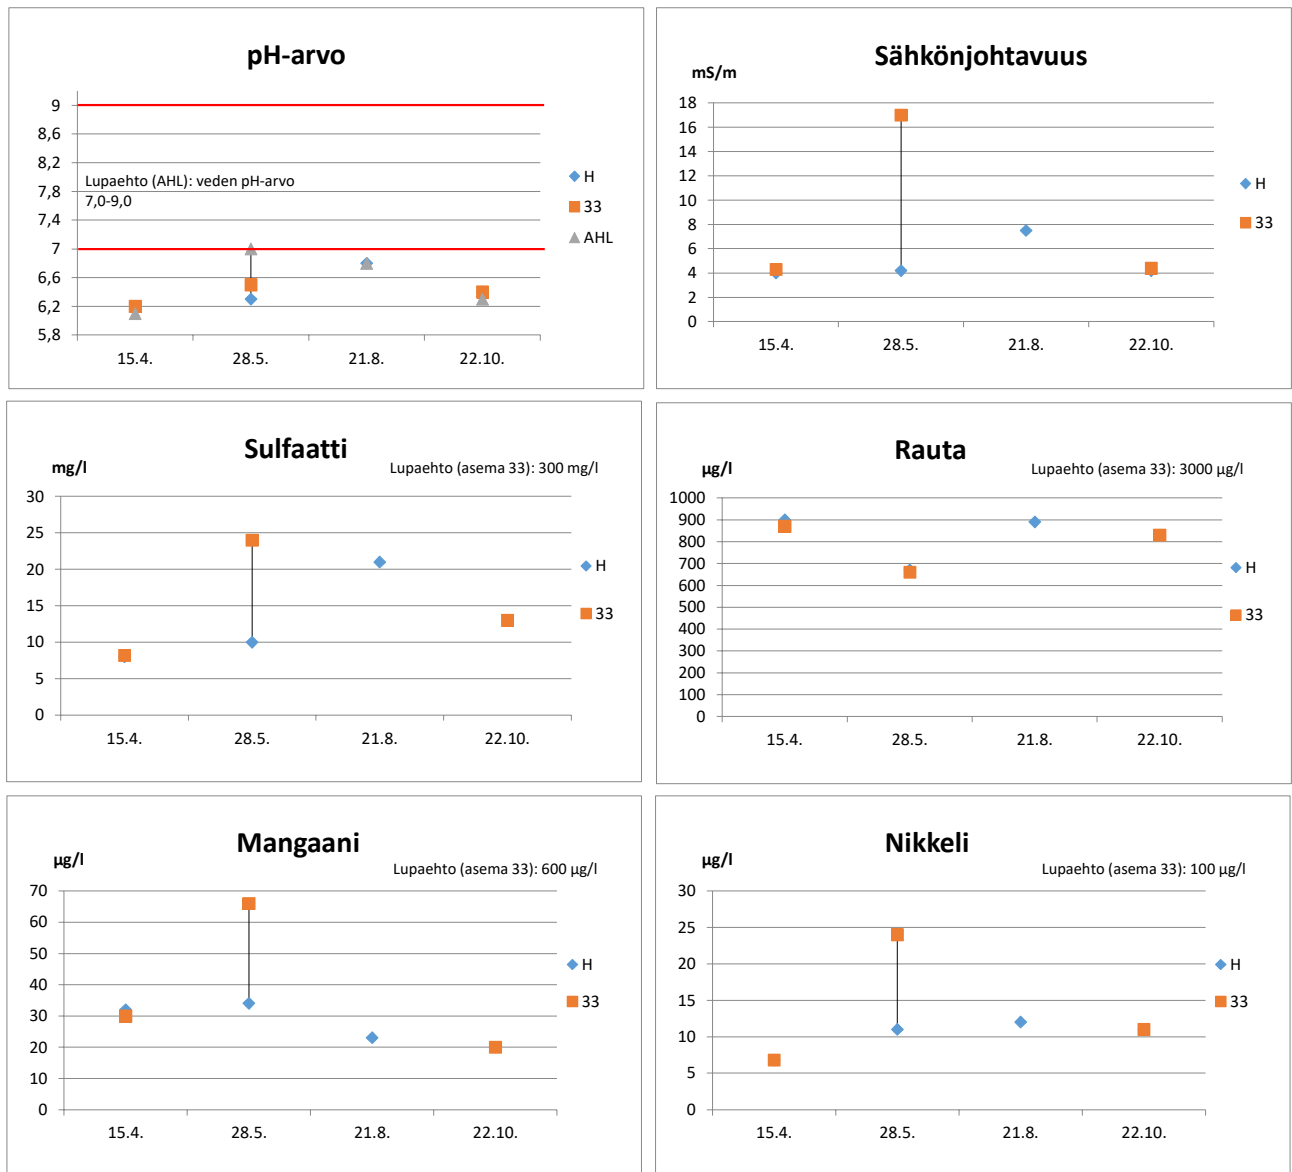 pH-arvo
9
8,6
8,2
7,8
7,4
7
6,6
6,2
5,8
Lupaehto (AHL): veden pH-arvo
7,0-9,0
15.4. 28.5. 21.8. 22.10.
H
33
AHL
Sähkönjohtavuus
mS/m
18
16
14
12
10
8
6
4
2
0
15.4. 28.5. 21.8. 22.10.
H
33
Sulfaatti
mg/l
Lupaehto (asema 33): 300 mg/l
30
25
20
15
10
5
0
15.4. 28.5. 21.8. 22.10.
H
33
Rauta
µg/l
Lupaehto (asema 33): 3000 µg/l
1000
900
800
700
600
500
400
300
200
100
0
15.4. 28.5. 21.8. 22.10.
H
33
Mangaani
µg/l
Lupaehto (asema 33): 600 µg/l
70
60
50
40
30
20
10
0
15.4. 28.5. 21.8. 22.10.
H
33
Nikkeli
µg/l
Lupaehto (asema 33): 100 µg/l
30
25
20
15
10
5
0
15.4. 28.5. 21.8. 22.10.
H
33